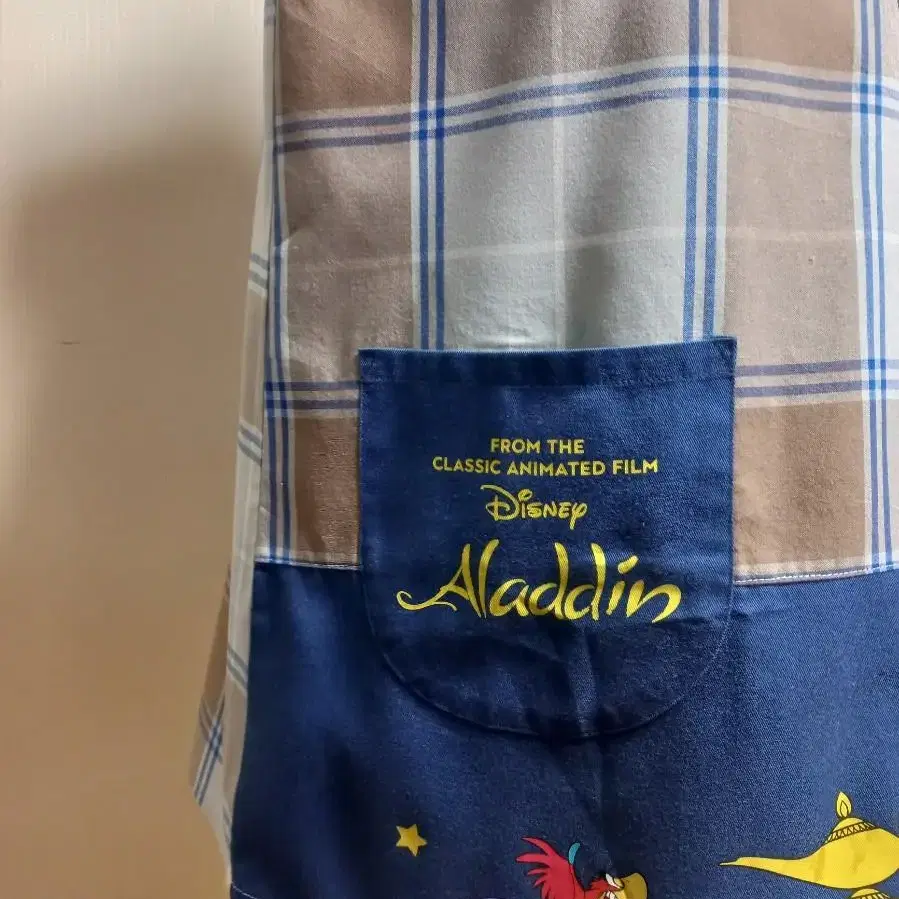 FROM THE
CLASSIC ANIMATED FILM
Disney
Aladdin